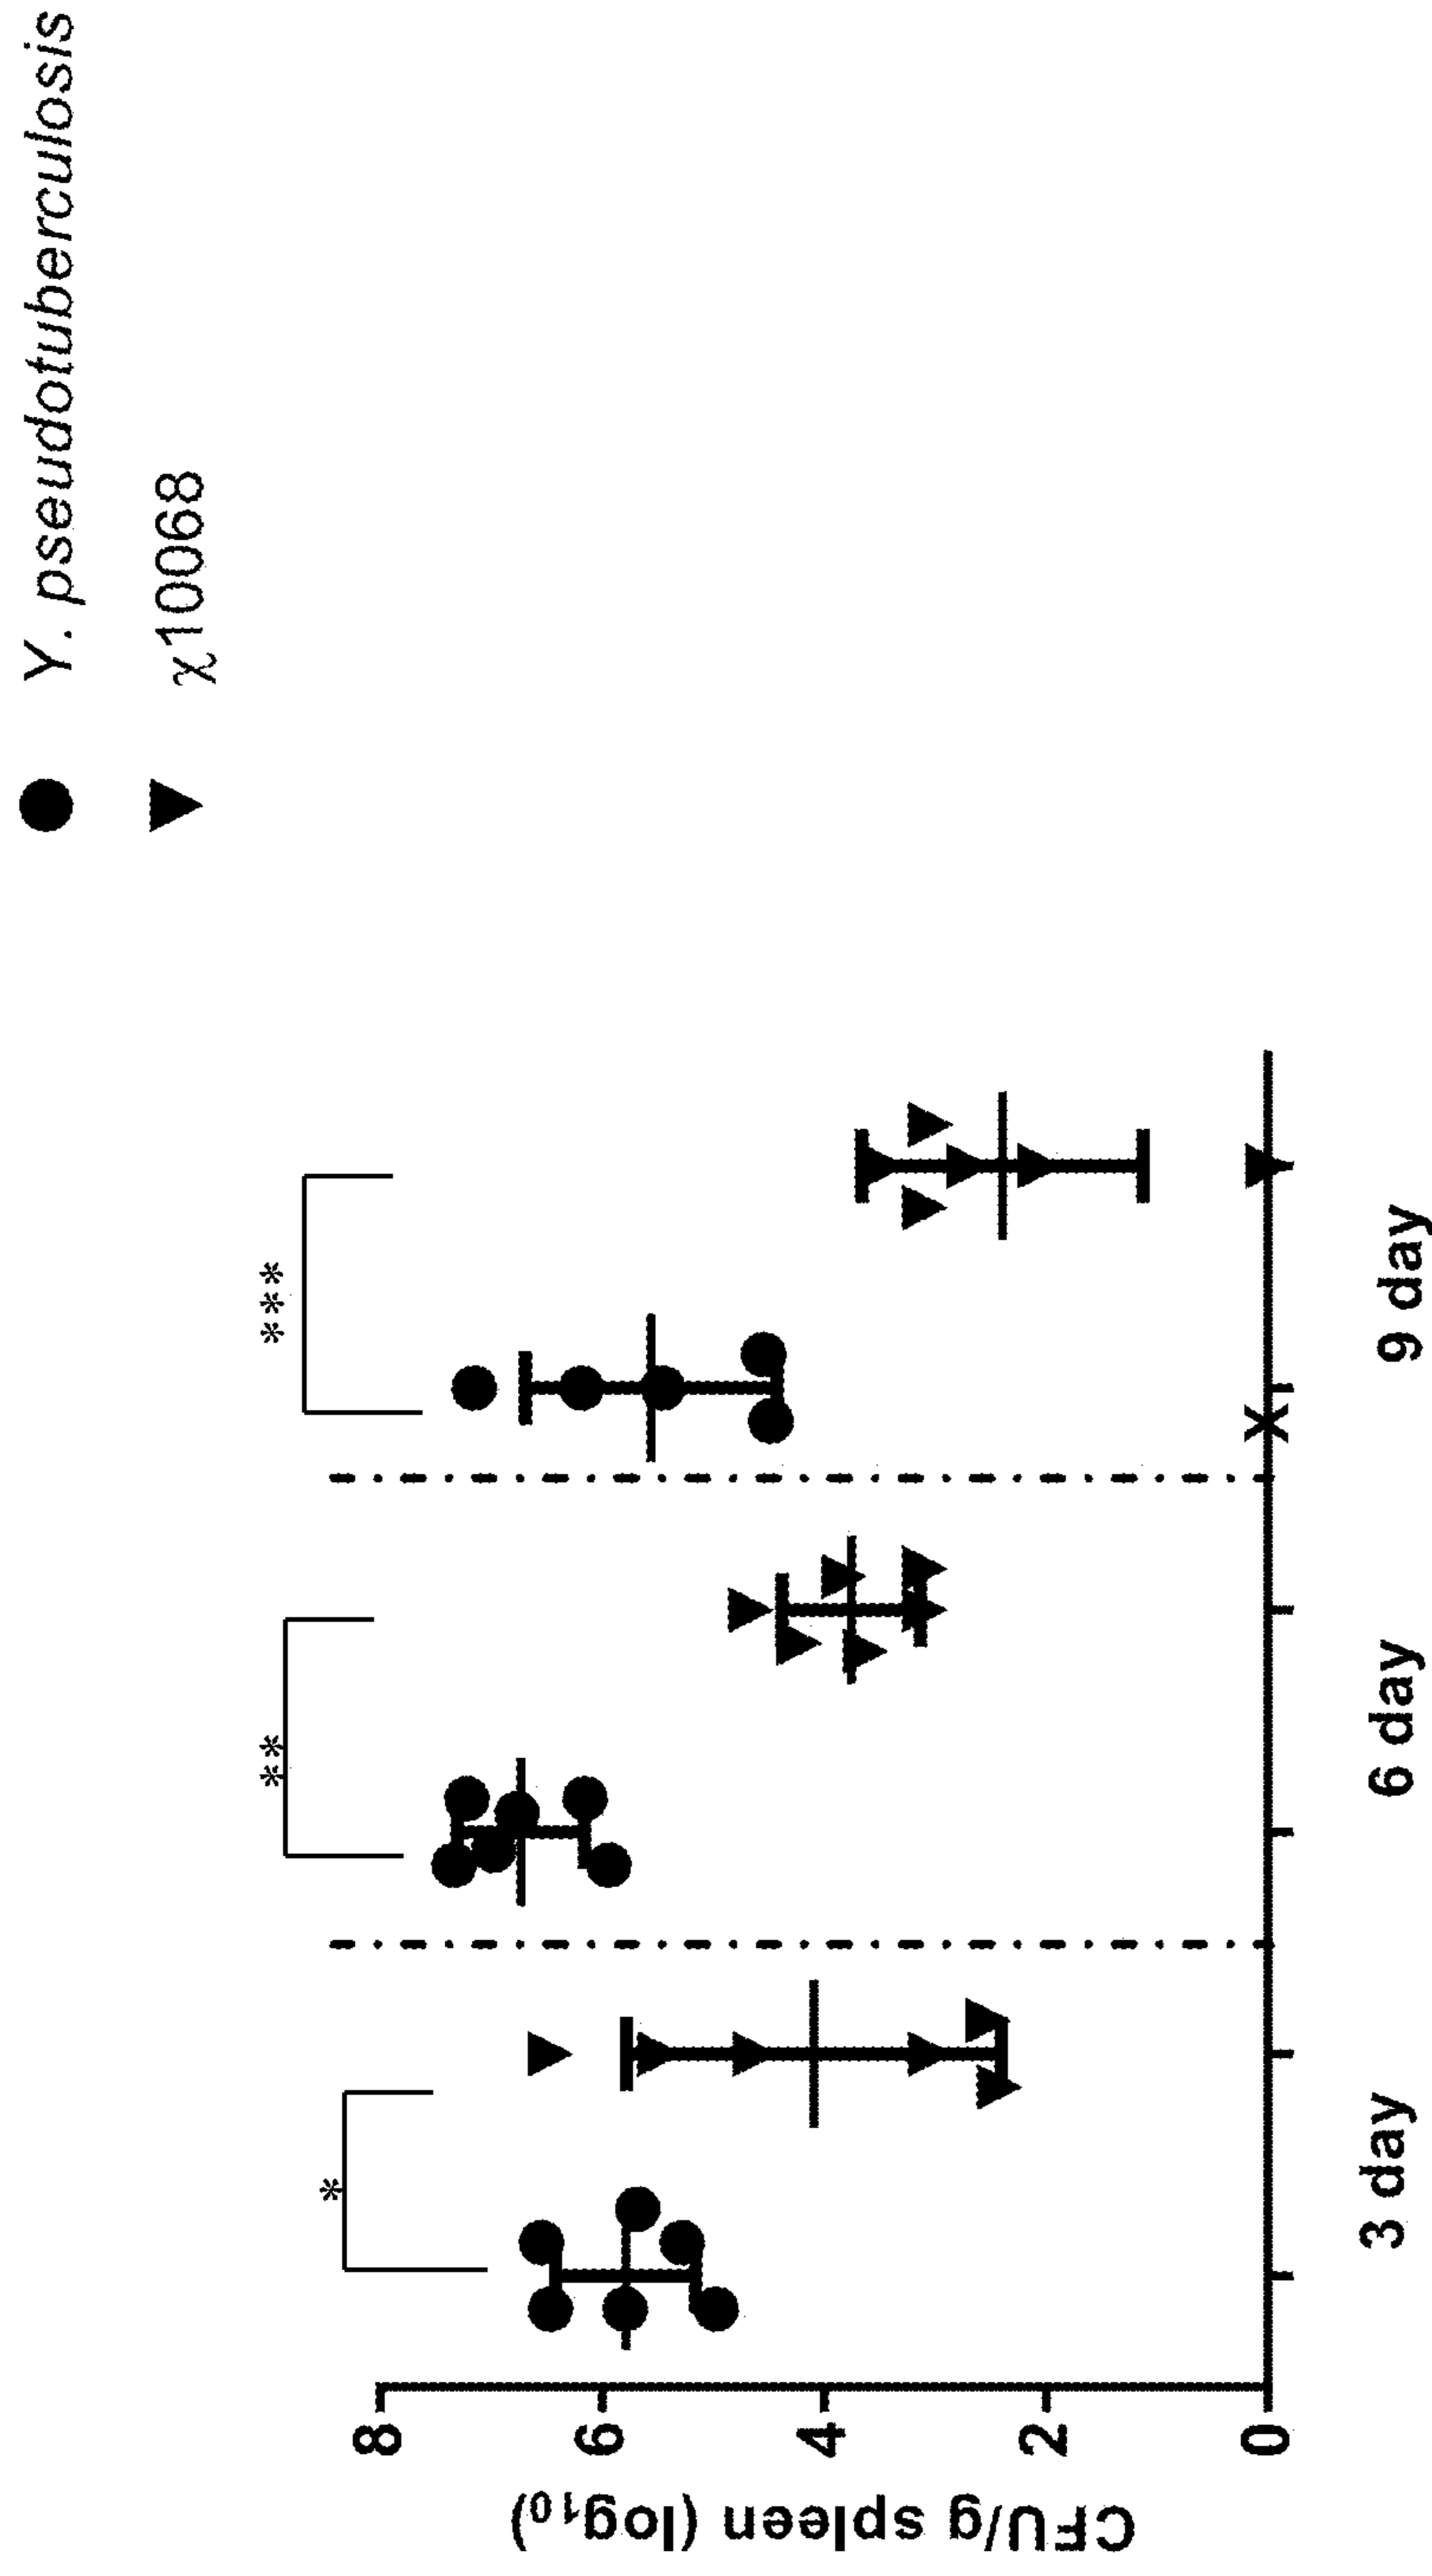 Y. pseudotuberculosis
χ10068
*
**
***
8
6
4
2
0
CFU/g spleen (log₁₀)
X
3 day
6 day
9 day